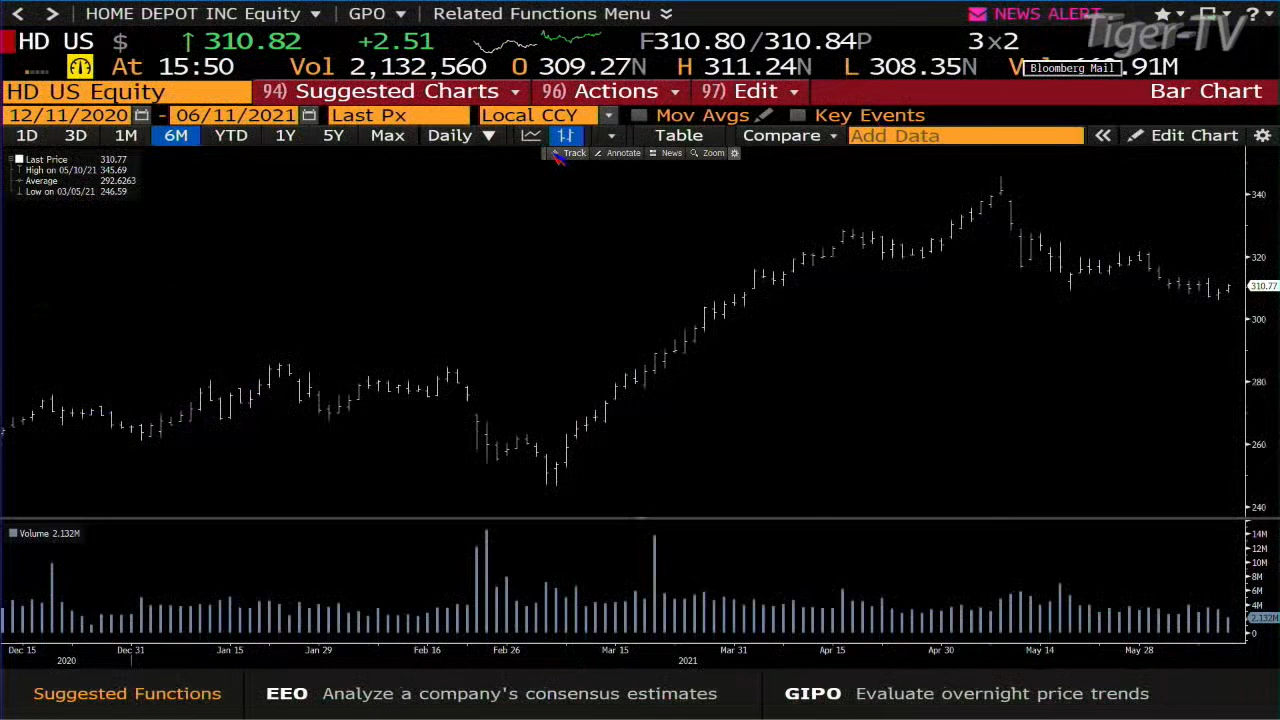 HOME DEPOT INC Equity GPO Related Functions Menu NEWS ALERT ?
Tiger-TV
HD US $ ↑ 310.82 +2.51 F310.80/310.84P 3×2
At 15:50 Vol 2,132,560 O 309.27N H 311.24N L 308.35N
Bloomberg Mail
HD US Equity 94) Suggested Charts 96) Actions 97) Edit Bar Chart
12/11/2020 - 06/11/2021 Last Px Local CCY Mov Avgs Key Events
1D 3D 1M 6M YTD 1Y 5Y Max Daily ▼ Table Compare Add Data « Edit Chart
Track Annotate News Zoom
Last Price 310.77
High on 05/10/21 345.69
Average 292.6263
Low on 03/05/21 246.59
340
320
310.77
300
280
260
240
Volume 2.132M
14M
12M
10M
8M
6M
4M
2.132M
0
Dec 15 Dec 31 Jan 15 Jan 29 Feb 16 Feb 26 Mar 15 Mar 31 Apr 15 Apr 30 May 14 May 28
2020 2021
Suggested Functions EEO Analyze a company's consensus estimates GIPO Evaluate overnight price trends